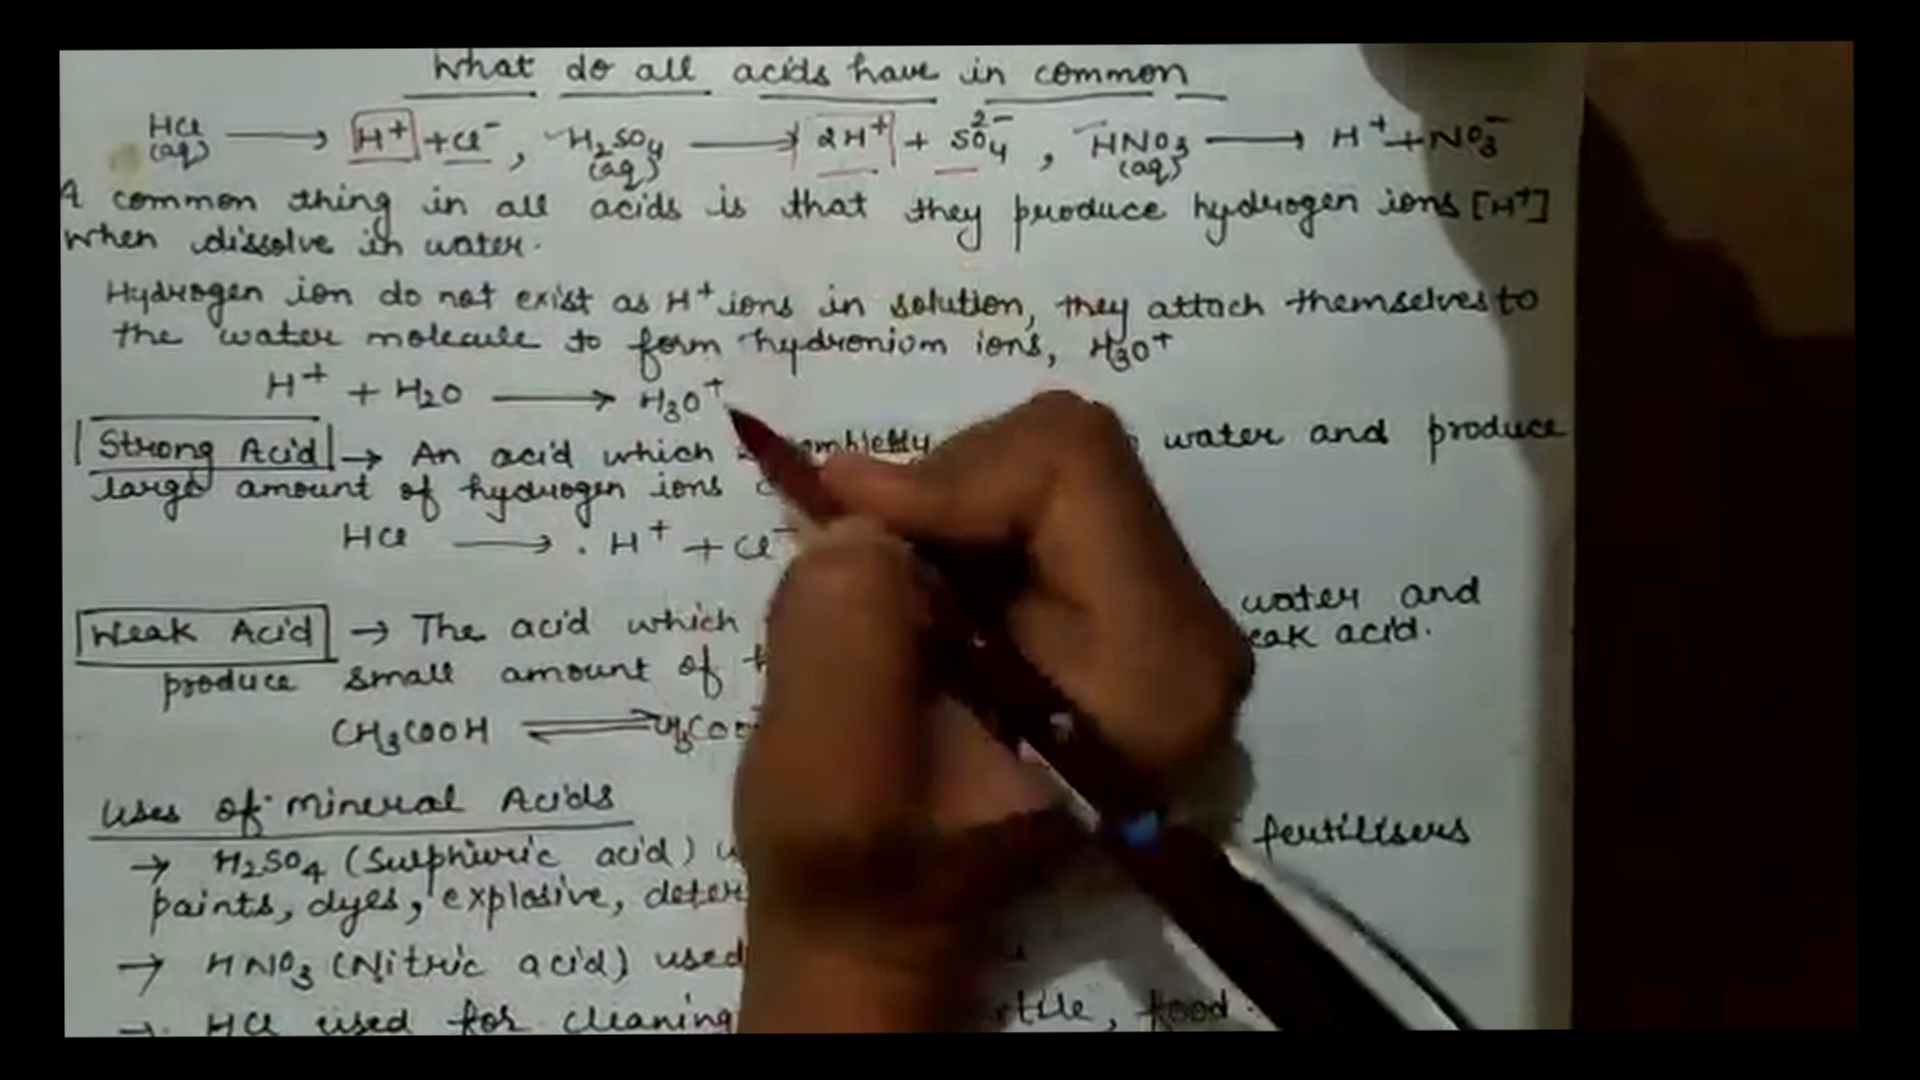 What do all acids have in common
HCl (aq) ⟶ H⁺ + Cl⁻ , H₂SO₄ (aq) ⟶ 2H⁺ + SO₄²⁻ , HNO₃ (aq) ⟶ H⁺ + NO₃⁻
A common thing in all acids is that they produce hydrogen ions [H⁺]
when dissolve in water.
Hydrogen ion do not exist as H⁺ ions in solution, they attach themselves to
the water molecule to form hydronium ions, H₃O⁺
H⁺ + H₂O ⟶ H₃O⁺
Strong Acid → An acid which water and produce
large amount of hydrogen ions
HCl ⟶ . H⁺ + Cl⁻
Weak Acid → The acid which water and
produce small amount of acid.
CH₃COOH ⇌ CH₃COO⁻
Uses of Mineral Acids
→ H₂SO₄ (Sulphuric acid) fertilisers
paints, dyes, explosive,
→ HNO₃ (Nitric acid) used
→ HCl used for cleaning , food